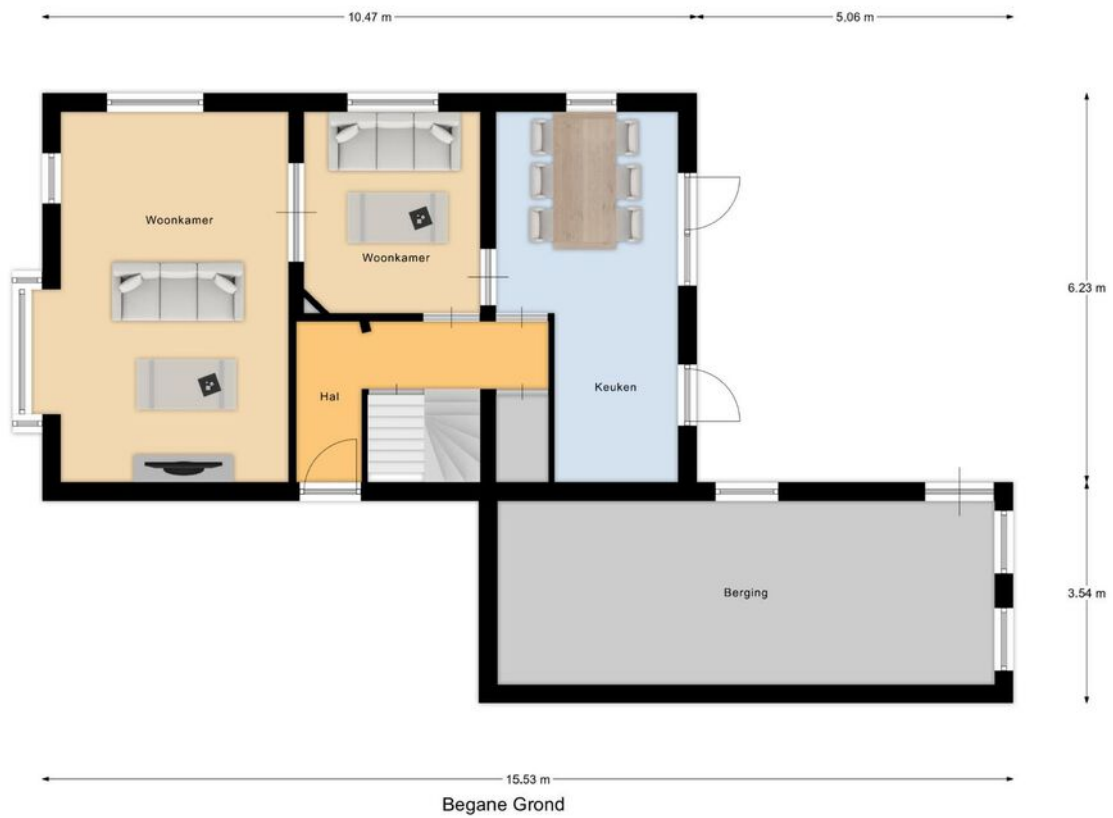 10.47 m
5.06 m
Woonkamer
Woonkamer
6.23 m
Keuken
Hal
Berging
3.54 m
15.53 m
Begane Grond